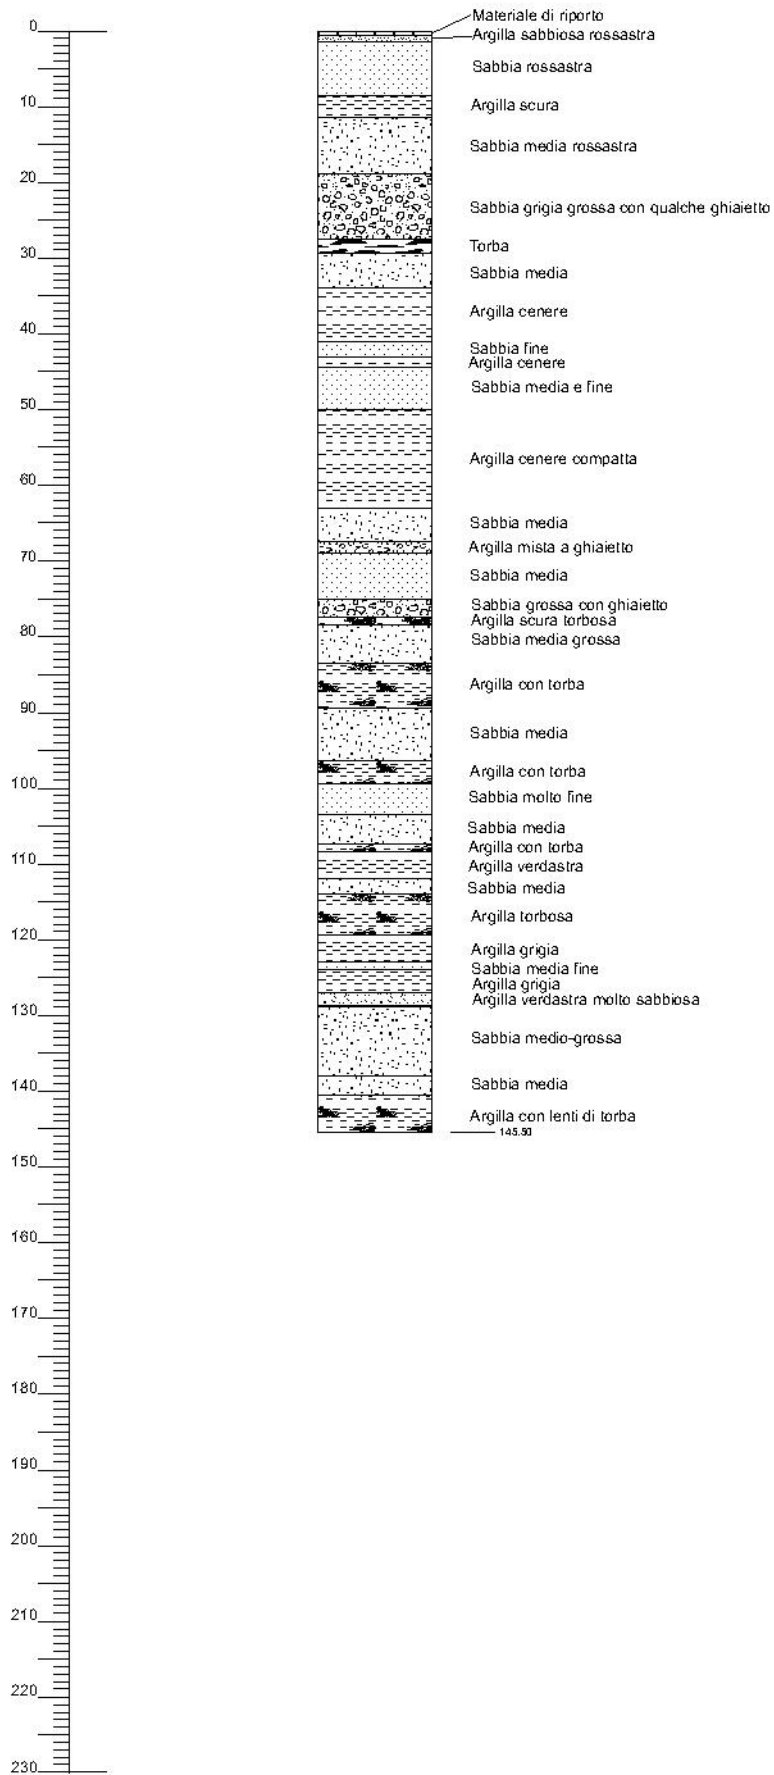 Materiale di riporto
0
Argilla sabbiosa rossastra
Sabbia rossastra
10
Argilla scura
Sabbia media rossastra
20
Sabbia grigia grossa con qualche ghiaietto
Torba
30
Sabbia media
Argilla cenere
40
Sabbia fine
Argilla cenere
Sabbia media e fine
50
Argilla cenere compatta
60
Sabbia media
Argilla mista a ghiaietto
70
Sabbia media
Sabbia grossa con ghiaietto
Argilla scura torbosa
80
Sabbia media grossa
Argilla con torba
90
Sabbia media
Argilla con torba
100
Sabbia molto fine
Sabbia media
Argilla con torba
110
Argilla verdastra
Sabbia media
Argilla torbosa
120
Argilla grigia
Sabbia media fine
Argilla grigia
Argilla verdastra molto sabbiosa
130
Sabbia medio-grossa
Sabbia media
140
Argilla con lenti di torba
145.50
150
160
170
180
190
200
210
220
230